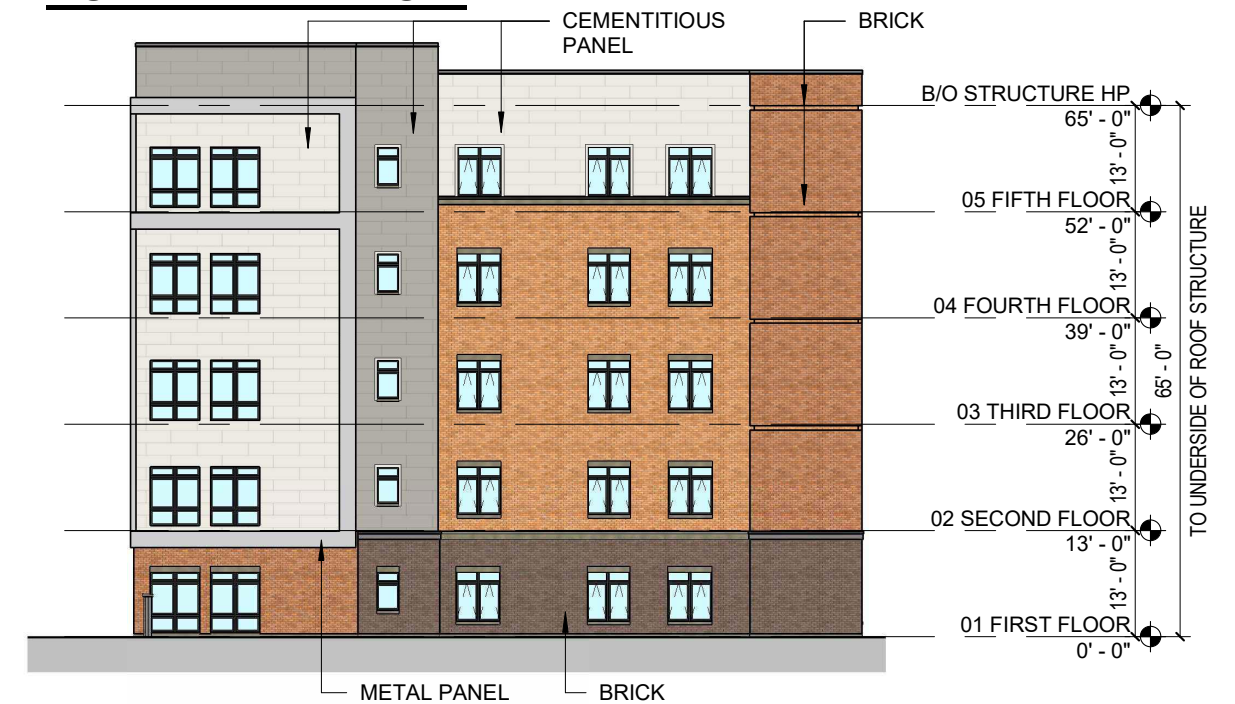 CEMENTITIOUS
PANEL
BRICK
B/O STRUCTURE HP
65' - 0"
13' - 0"
05 FIFTH FLOOR
52' - 0"
13' - 0"
04 FOURTH FLOOR
39' - 0"
13' - 0"
65' - 0"
TO UNDERSIDE OF ROOF STRUCTURE
03 THIRD FLOOR
26' - 0"
13' - 0"
02 SECOND FLOOR
13' - 0"
13' - 0"
01 FIRST FLOOR
0' - 0"
METAL PANEL
BRICK